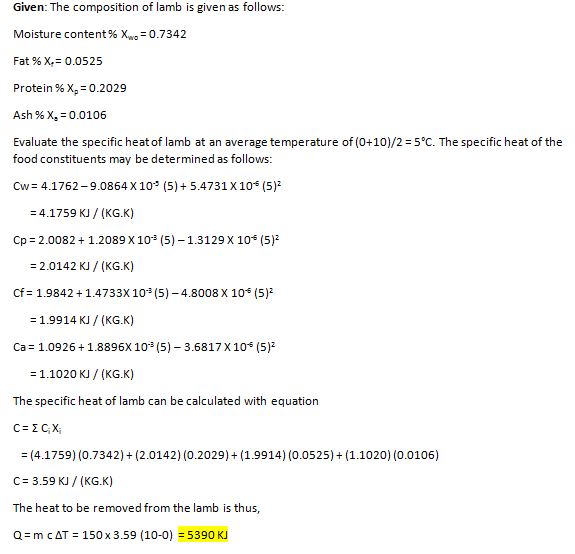 Given: The composition of lamb is given as follows:
Moisture content % Xwo = 0.7342
Fat % Xf = 0.0525
Protein % Xp = 0.2029
Ash % Xa = 0.0106
Evaluate the specific heat of lamb at an average temperature of (0+10)/2 = 5°C. The specific heat of the
food constituents may be determined as follows:
Cw = 4.1762 – 9.0864 X 10⁻⁵ (5) + 5.4731 X 10⁻⁶ (5)²
= 4.1759 KJ / (KG.K)
Cp = 2.0082 + 1.2089 X 10⁻³ (5) – 1.3129 X 10⁻⁶ (5)²
= 2.0142 KJ / (KG.K)
Cf = 1.9842 + 1.4733X 10⁻³ (5) – 4.8008 X 10⁻⁶ (5)²
= 1.9914 KJ / (KG.K)
Ca = 1.0926 + 1.8896X 10⁻³ (5) – 3.6817 X 10⁻⁶ (5)²
= 1.1020 KJ / (KG.K)
The specific heat of lamb can be calculated with equation
C = Σ Ci Xi
= (4.1759) (0.7342) + (2.0142) (0.2029) + (1.9914) (0.0525) + (1.1020) (0.0106)
C = 3.59 KJ / (KG.K)
The heat to be removed from the lamb is thus,
Q = m c ΔT = 150 x 3.59 (10-0) = 5390 KJ